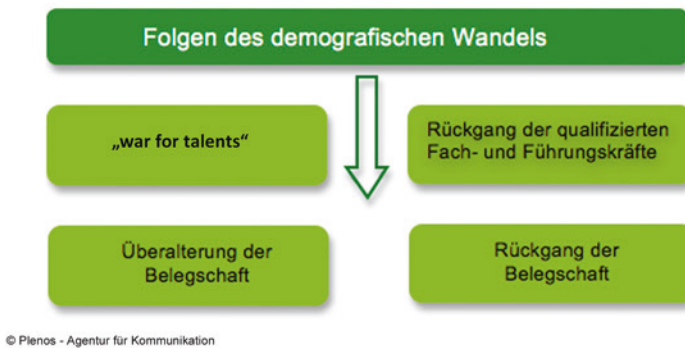 Folgen des demografischen Wandels
„war for talents“
Rückgang der qualifizierten
Fach- und Führungskräfte
Überalterung der
Belegschaft
Rückgang der
Belegschaft
© Plenos - Agentur für Kommunikation